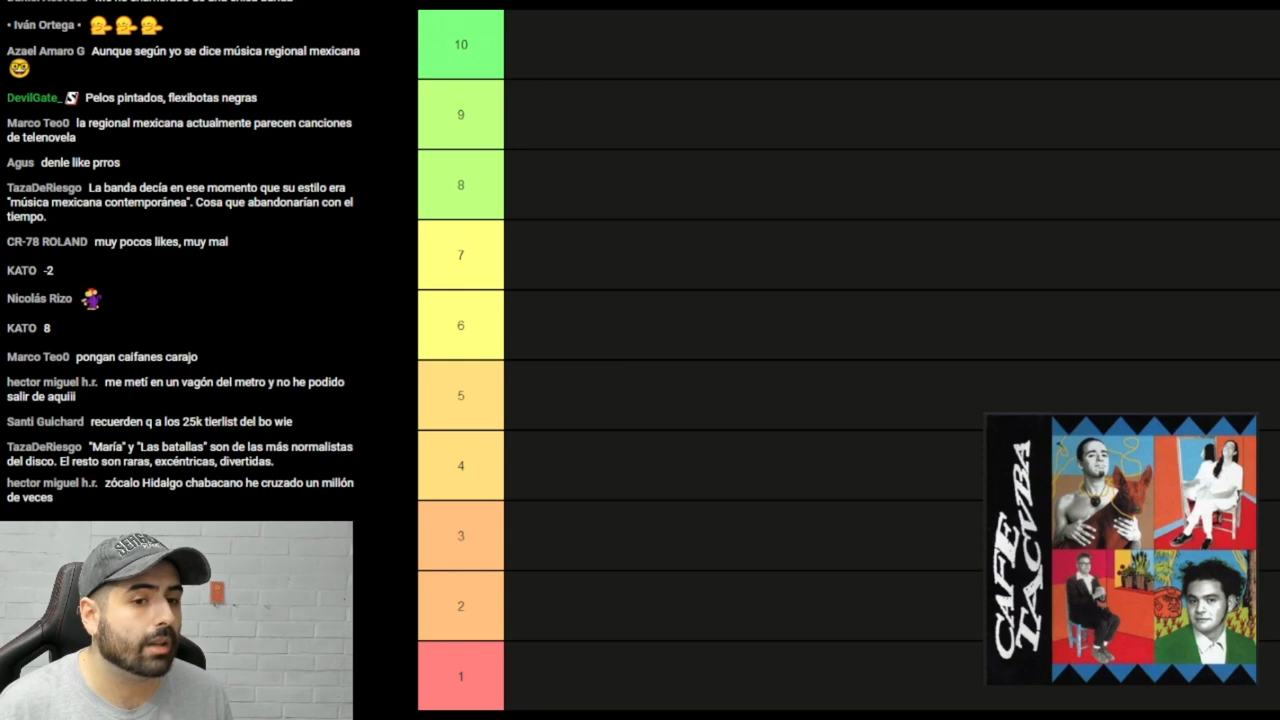 • Iván Ortega •
Azael Amaro G Aunque según yo se dice música regional mexicana
DevilGate_ Pelos pintados, flexibotas negras
Marco Teo0 la regional mexicana actualmente parecen canciones
de telenovela
Agus denle like prros
TazaDeRiesgo La banda decía en ese momento que su estilo era
"música mexicana contemporánea". Cosa que abandonarían con el
tiempo.
CR-78 ROLAND muy pocos likes, muy mal
KATO -2
Nicolás Rizo
KATO 8
Marco Teo0 pongan caifanes carajo
hector miguel h.r. me metí en un vagón del metro y no he podido
salir de aquiii
Santi Guichard recuerden q a los 25k tierlist del bo wie
TazaDeRiesgo "María" y "Las batallas" son de las más normalistas
del disco. El resto son raras, excéntricas, divertidas.
hector miguel h.r. zócalo Hidalgo chabacano he cruzado un millón
de veces
10
9
8
7
6
5
4
3
2
1
CAFE
TACVBA